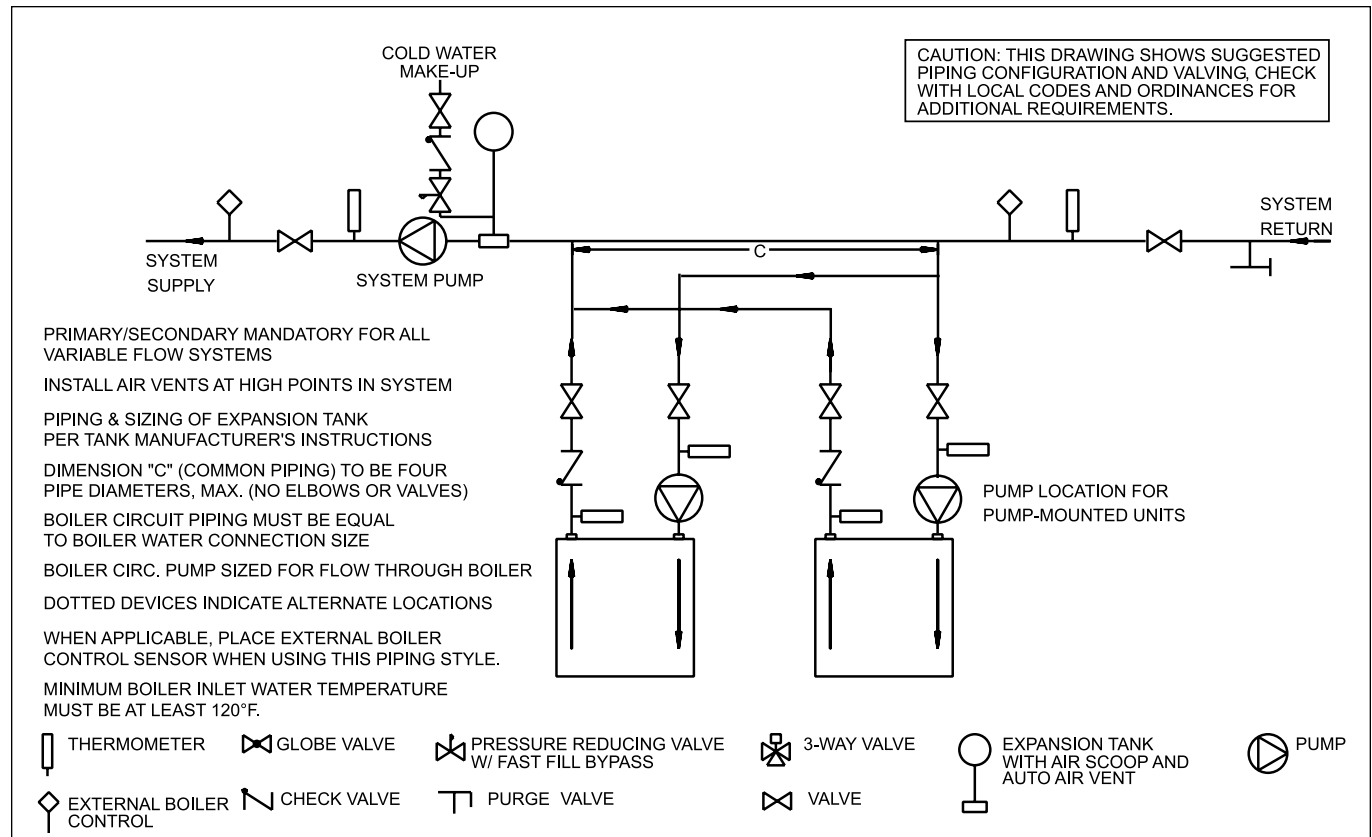 COLD WATER
MAKE-UP
CAUTION: THIS DRAWING SHOWS SUGGESTED
PIPING CONFIGURATION AND VALVING, CHECK
WITH LOCAL CODES AND ORDINANCES FOR
ADDITIONAL REQUIREMENTS.
SYSTEM
SUPPLY
SYSTEM PUMP
C
SYSTEM
RETURN
PRIMARY/SECONDARY MANDATORY FOR ALL
VARIABLE FLOW SYSTEMS
INSTALL AIR VENTS AT HIGH POINTS IN SYSTEM
PIPING & SIZING OF EXPANSION TANK
PER TANK MANUFACTURER'S INSTRUCTIONS
DIMENSION "C" (COMMON PIPING) TO BE FOUR
PIPE DIAMETERS, MAX. (NO ELBOWS OR VALVES)
BOILER CIRCUIT PIPING MUST BE EQUAL
TO BOILER WATER CONNECTION SIZE
BOILER CIRC. PUMP SIZED FOR FLOW THROUGH BOILER
DOTTED DEVICES INDICATE ALTERNATE LOCATIONS
WHEN APPLICABLE, PLACE EXTERNAL BOILER
CONTROL SENSOR WHEN USING THIS PIPING STYLE.
MINIMUM BOILER INLET WATER TEMPERATURE
MUST BE AT LEAST 120°F.
PUMP LOCATION FOR
PUMP-MOUNTED UNITS
THERMOMETER
GLOBE VALVE
PRESSURE REDUCING VALVE
W/ FAST FILL BYPASS
3-WAY VALVE
EXPANSION TANK
WITH AIR SCOOP AND
AUTO AIR VENT
PUMP
EXTERNAL BOILER
CONTROL
CHECK VALVE
PURGE VALVE
VALVE